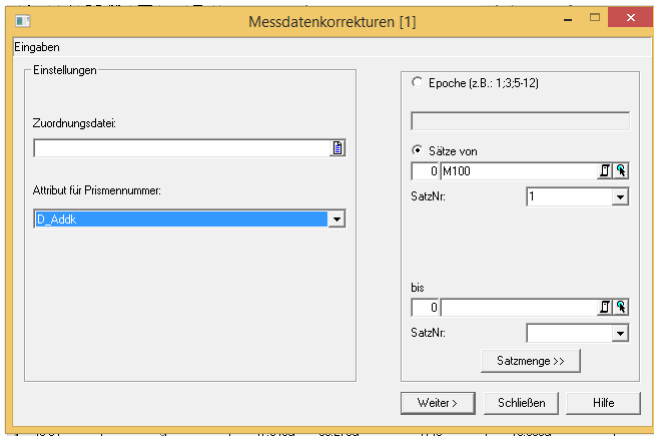 Messdatenkorrekturen [1]
Eingaben
Einstellungen
Zuordnungsdatei:
Attribut für Prismennummer:
D_Addk
Epoche (z.B.: 1;3;5-12)
Sätze von
0 M100
SatzNr:
1
bis
0
SatzNr:
Satzmenge >>
Weiter >
Schließen
Hilfe